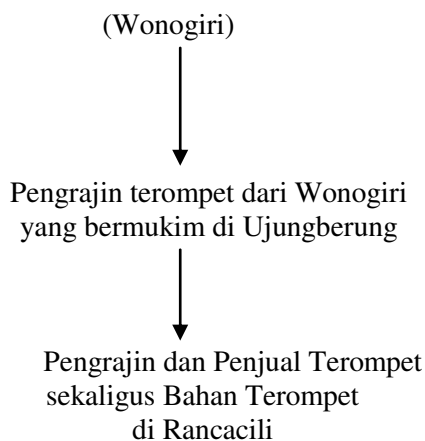 (Wonogiri)
Pengrajin terompet dari Wonogiri
yang bermukim di Ujungberung
Pengrajin dan Penjual Terompet
sekaligus Bahan Terompet
di Rancacili